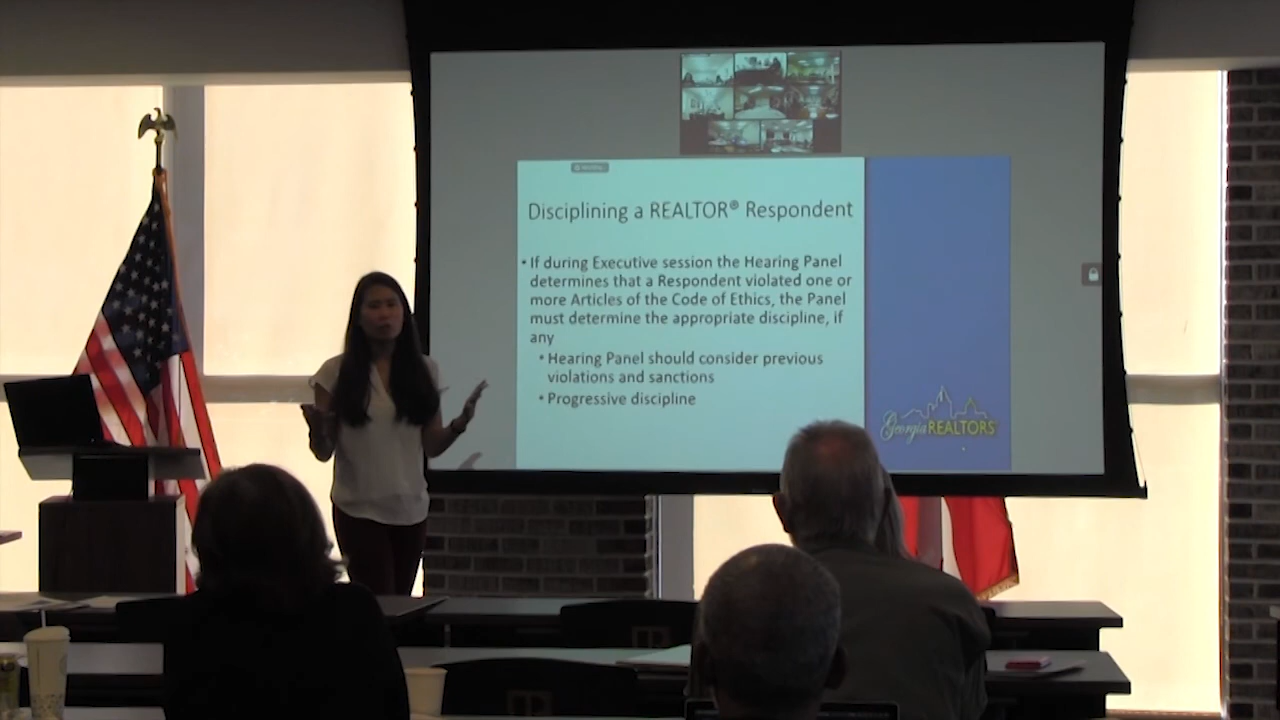 Disciplining a REALTOR® Respondent
• If during Executive session the Hearing Panel
determines that a Respondent violated one or
more Articles of the Code of Ethics, the Panel
must determine the appropriate discipline, if
any
• Hearing Panel should consider previous
violations and sanctions
• Progressive discipline
Georgia REALTORS